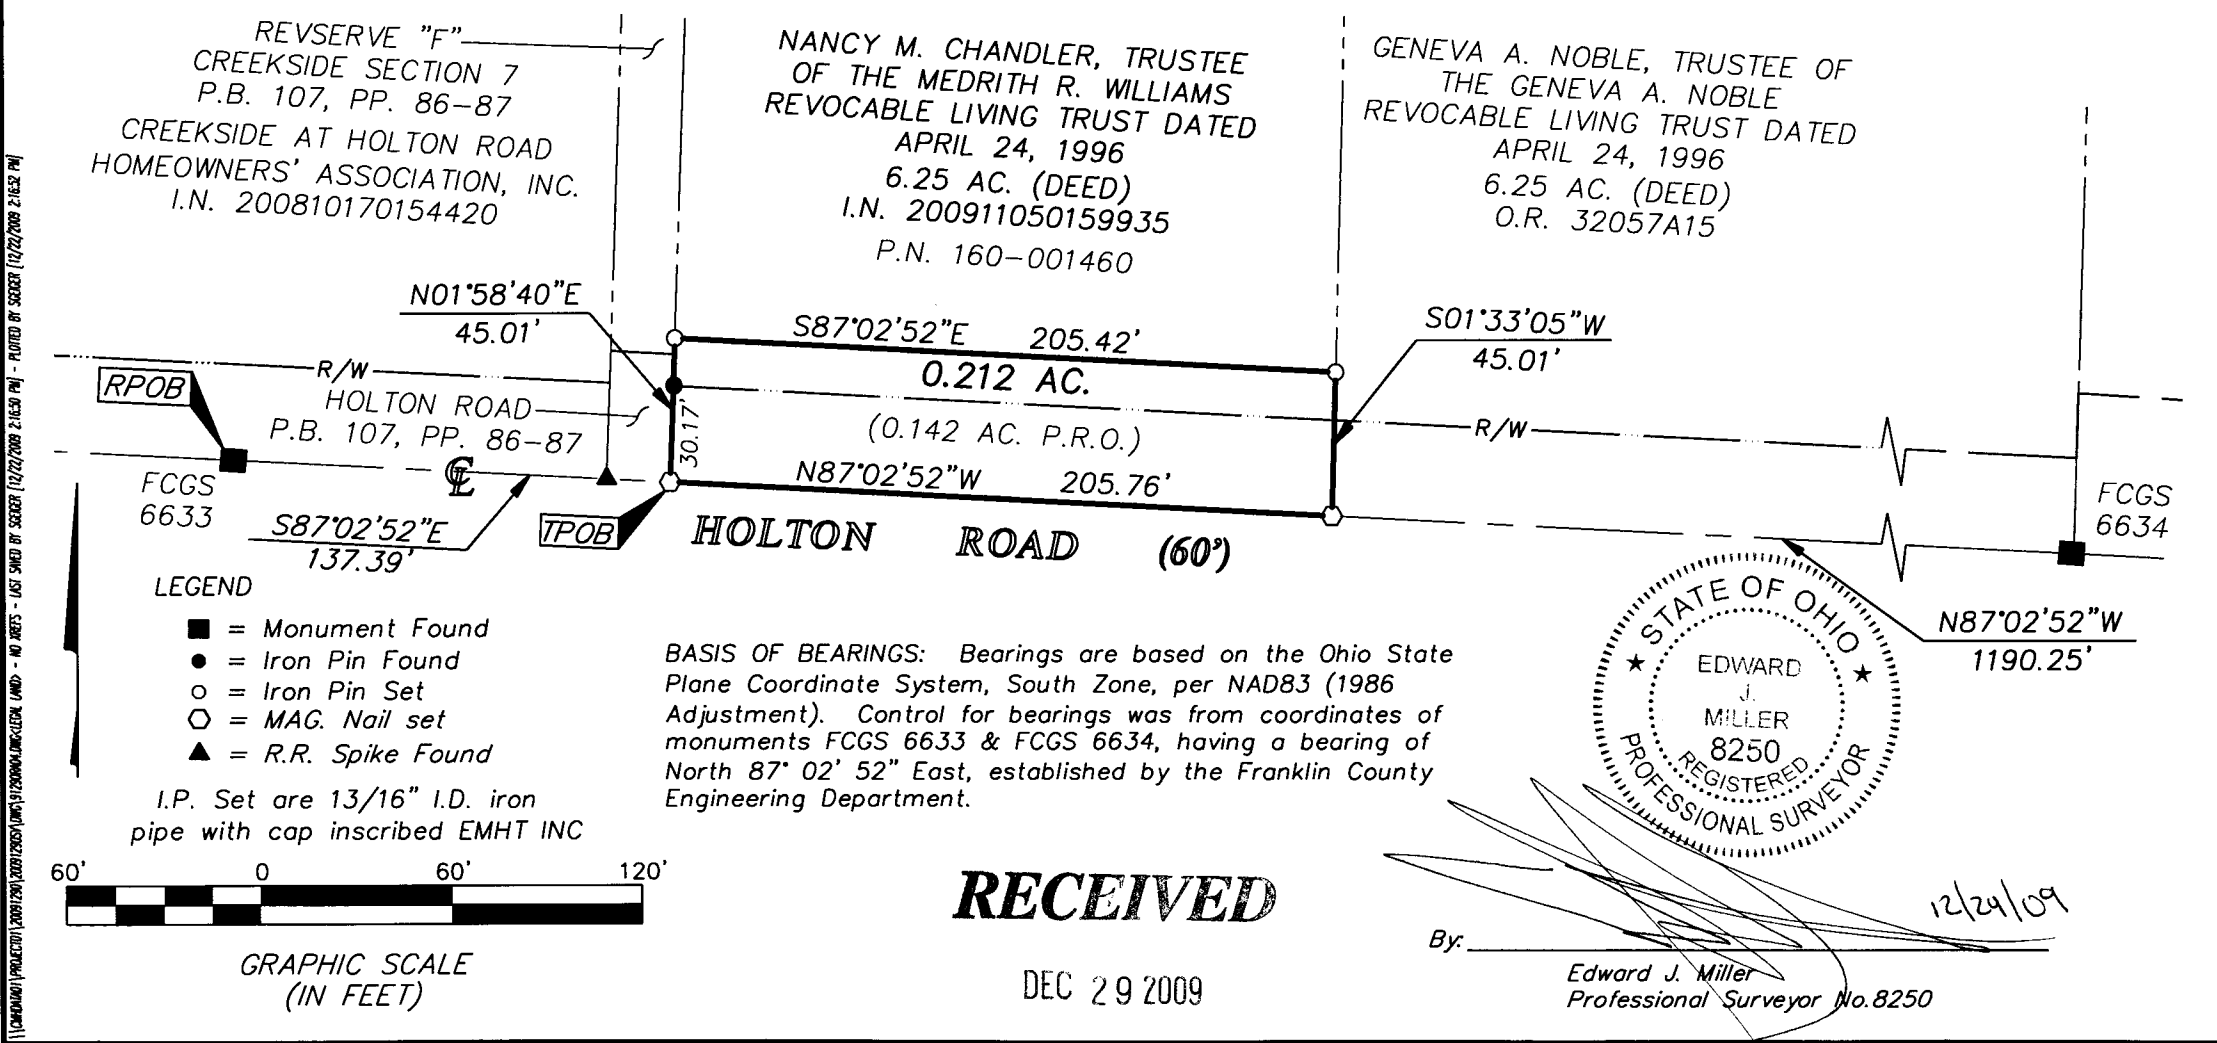 REVSERVE "F"
CREEKSIDE SECTION 7
P.B. 107, PP. 86-87
CREEKSIDE AT HOLTON ROAD
HOMEOWNERS' ASSOCIATION, INC.
I.N. 200810170154420
NANCY M. CHANDLER, TRUSTEE
OF THE MEDRITH R. WILLIAMS
REVOCABLE LIVING TRUST DATED
APRIL 24, 1996
6.25 AC. (DEED)
I.N. 200911050159935
P.N. 160-001460
GENEVA A. NOBLE, TRUSTEE OF
THE GENEVA A. NOBLE
REVOCABLE LIVING TRUST DATED
APRIL 24, 1996
6.25 AC. (DEED)
O.R. 32057A15
N01°58'40"E
45.01'
S87°02'52"E 205.42'
0.212 AC.
S01°33'05"W
45.01'
R/W
RPOB
HOLTON ROAD
P.B. 107, PP. 86-87
30.17'
(0.142 AC. P.R.O.)
R/W
N87°02'52"W 205.76'
FCGS
6633
℄
S87°02'52"E
137.39'
TPOB
HOLTON ROAD (60')
FCGS
6634
N87°02'52"W
1190.25'
LEGEND
■ = Monument Found
● = Iron Pin Found
○ = Iron Pin Set
⬡ = MAG. Nail set
▲ = R.R. Spike Found
I.P. Set are 13/16" I.D. iron
pipe with cap inscribed EMHT INC
60' 0 60' 120'
GRAPHIC SCALE
(IN FEET)
BASIS OF BEARINGS: Bearings are based on the Ohio State
Plane Coordinate System, South Zone, per NAD83 (1986
Adjustment). Control for bearings was from coordinates of
monuments FCGS 6633 & FCGS 6634, having a bearing of
North 87° 02' 52" East, established by the Franklin County
Engineering Department.
STATE OF OHIO
EDWARD
J.
MILLER
8250
REGISTERED
PROFESSIONAL SURVEYOR
RECEIVED
DEC 29 2009
12/24/09
By:
Edward J. Miller
Professional Surveyor No.8250